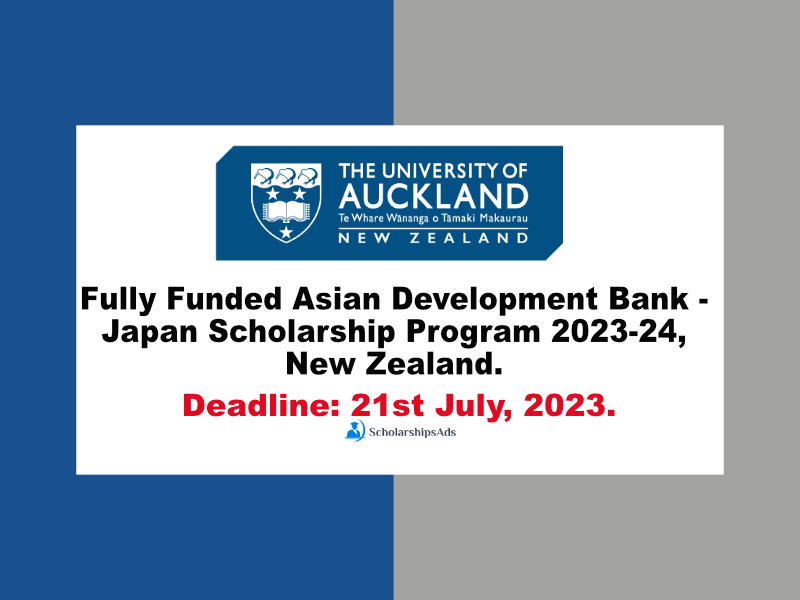 THE UNIVERSITY OF
AUCKLAND
Te Whare Wānanga o Tāmaki Makaurau
NEW ZEALAND
Fully Funded Asian Development Bank -
Japan Scholarship Program 2023-24,
New Zealand.
Deadline: 21st July, 2023.
ScholarshipsAds